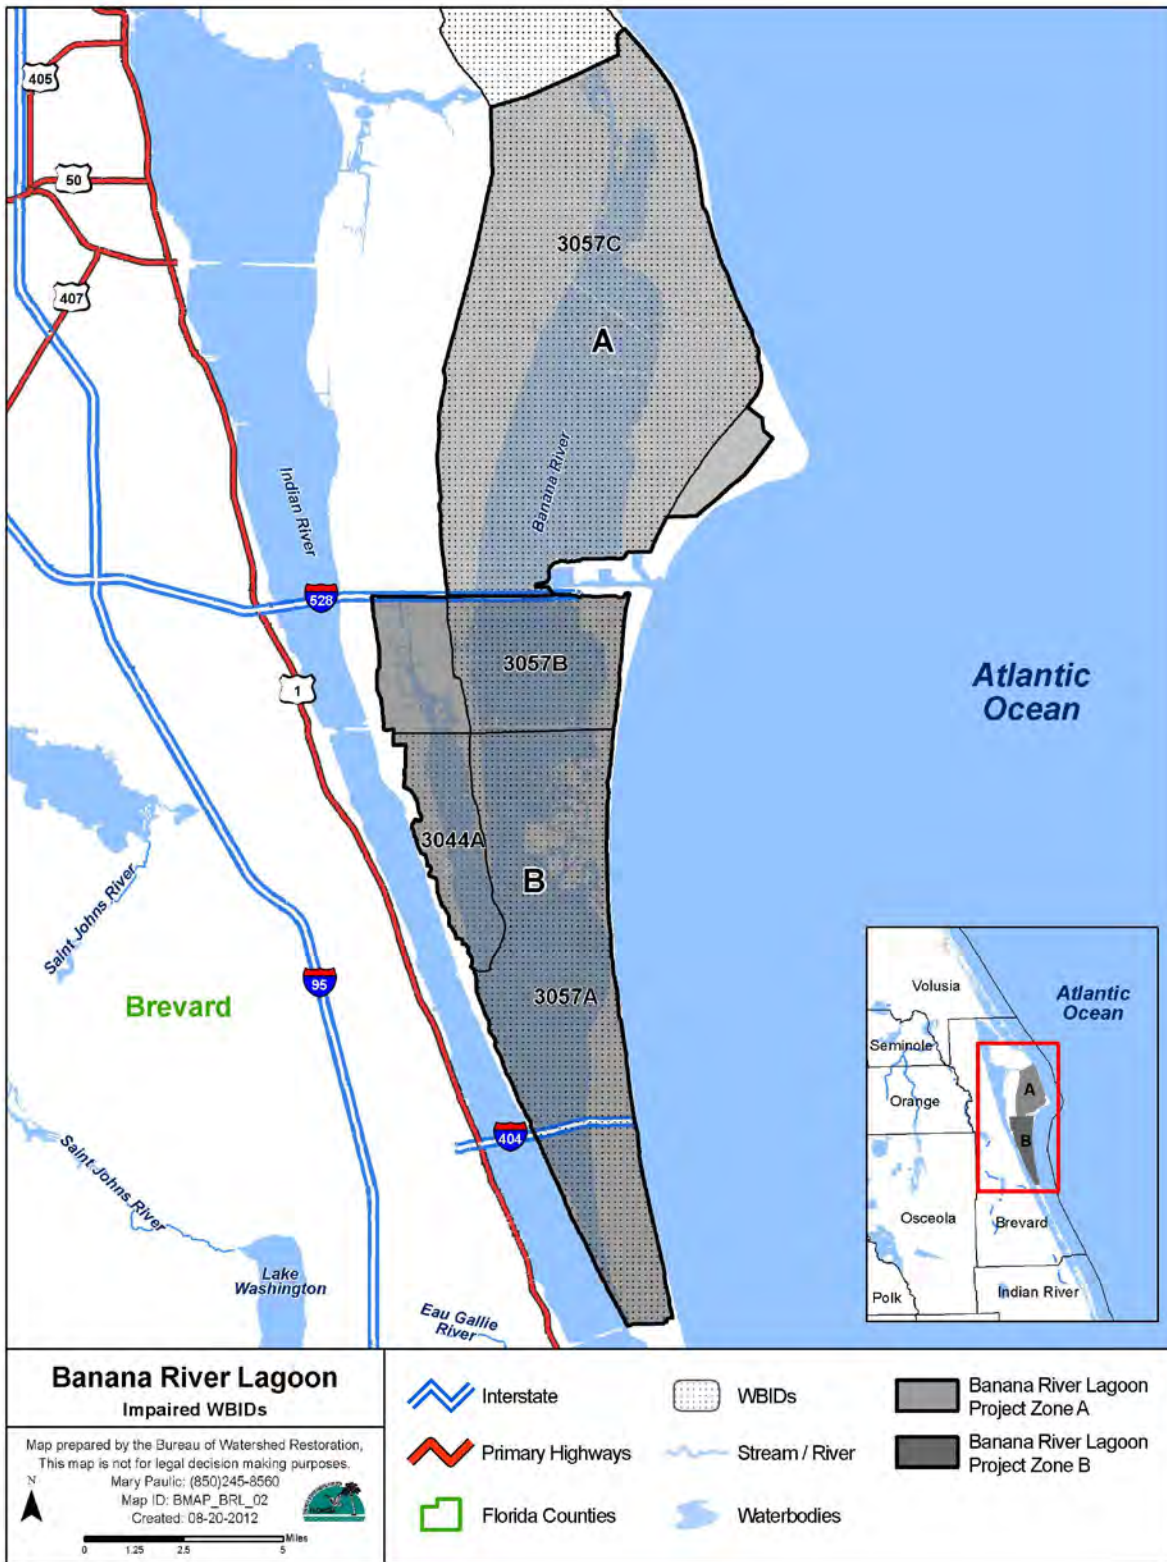 405
50
407
3057C
A
Banana River
Indian River
528
3057B
1
Atlantic
Ocean
3044A
B
Saint Johns River
95
3057A
Brevard
404
Saint Johns River
Lake
Washington
Eau Gallie
River
Volusia
Atlantic
Ocean
Seminole
A
Orange
B
Osceola
Brevard
Polk
Indian River
Banana River Lagoon
Impaired WBIDs
Map prepared by the Bureau of Watershed Restoration,
This map is not for legal decision making purposes.
Mary Paulic: (850)245-8560
Map ID: BMAP_BRL_02
Created: 08-20-2012
N
Miles
0 1.25 2.5 5
Interstate
Primary Highways
Florida Counties
WBIDs
Stream / River
Waterbodies
Banana River Lagoon
Project Zone A
Banana River Lagoon
Project Zone B